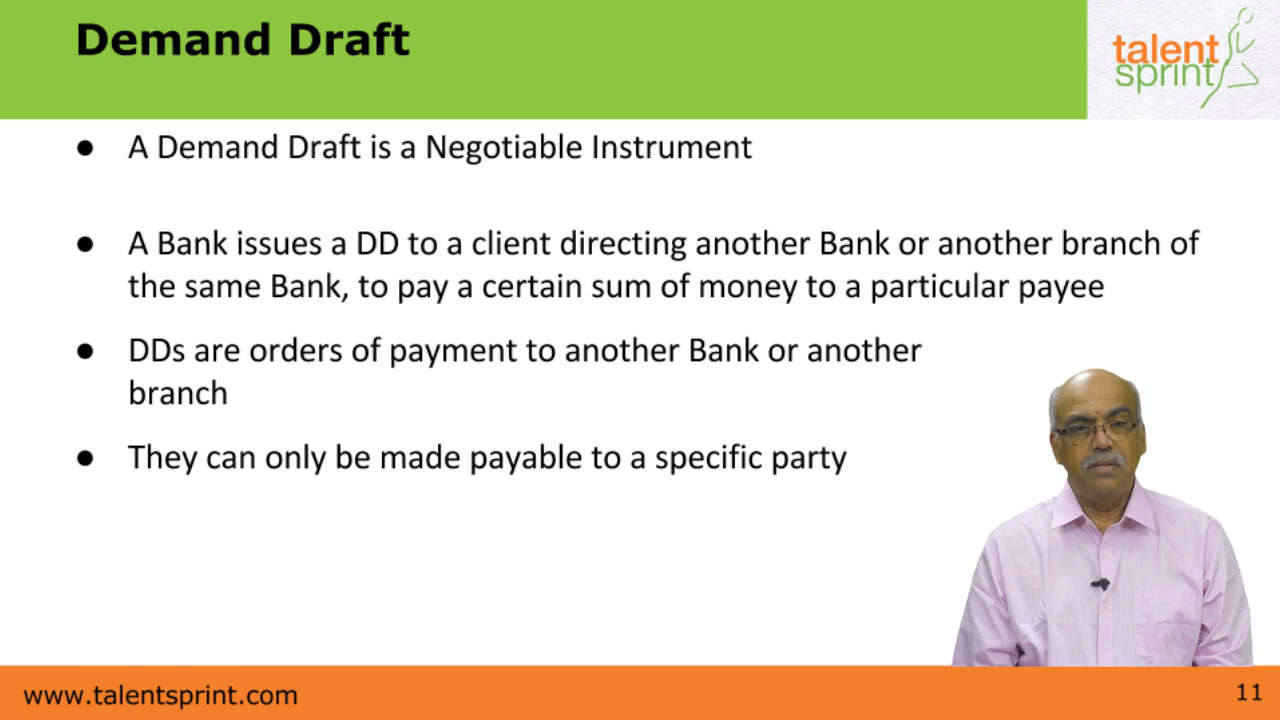 Demand Draft
talent
sprint
● A Demand Draft is a Negotiable Instrument
● A Bank issues a DD to a client directing another Bank or another branch of
the same Bank, to pay a certain sum of money to a particular payee
● DDs are orders of payment to another Bank or another
branch
● They can only be made payable to a specific party
www.talentsprint.com
11